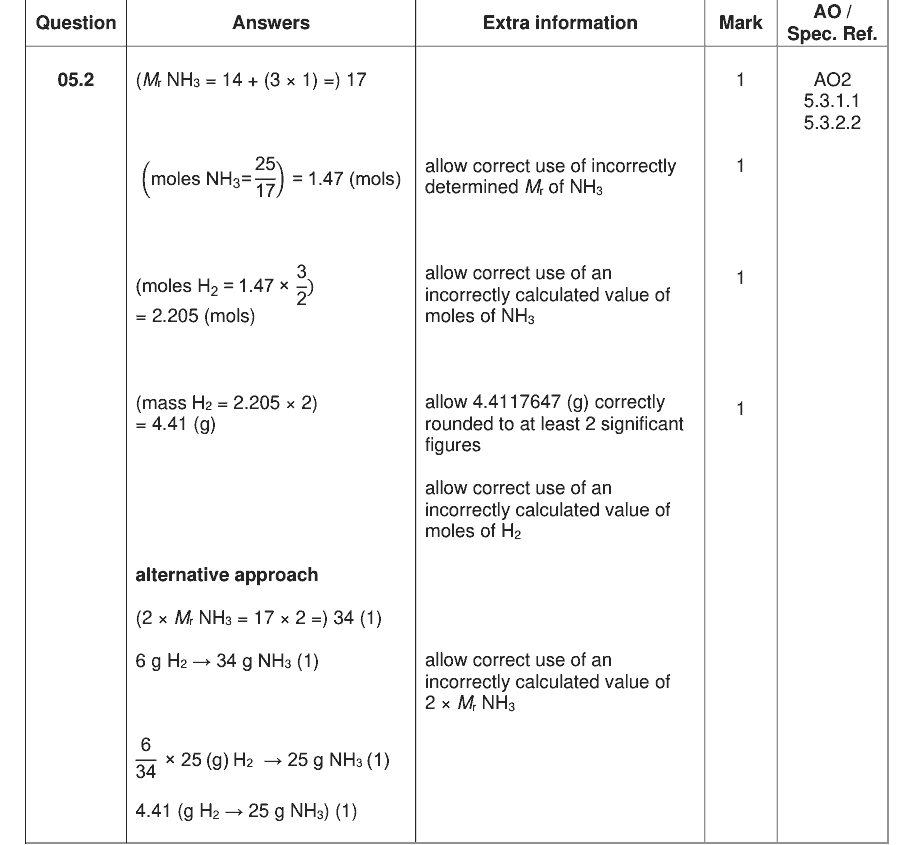 Question Answers Extra information Mark AO /
Spec. Ref.
05.2 (Mr NH3 = 14 + (3 × 1) =) 17 1 AO2
5.3.1.1
5.3.2.2
(moles NH3= 25/17) = 1.47 (mols) allow correct use of incorrectly 1
determined Mr of NH3
(moles H2 = 1.47 × 3/2) allow correct use of an 1
= 2.205 (mols) incorrectly calculated value of
moles of NH3
(mass H2 = 2.205 × 2) allow 4.4117647 (g) correctly 1
= 4.41 (g) rounded to at least 2 significant
figures
allow correct use of an
incorrectly calculated value of
moles of H2
alternative approach
(2 × Mr NH3 = 17 × 2 =) 34 (1)
6 g H2 → 34 g NH3 (1) allow correct use of an
incorrectly calculated value of
2 × Mr NH3
6/34 × 25 (g) H2 → 25 g NH3 (1)
4.41 (g H2 → 25 g NH3) (1)